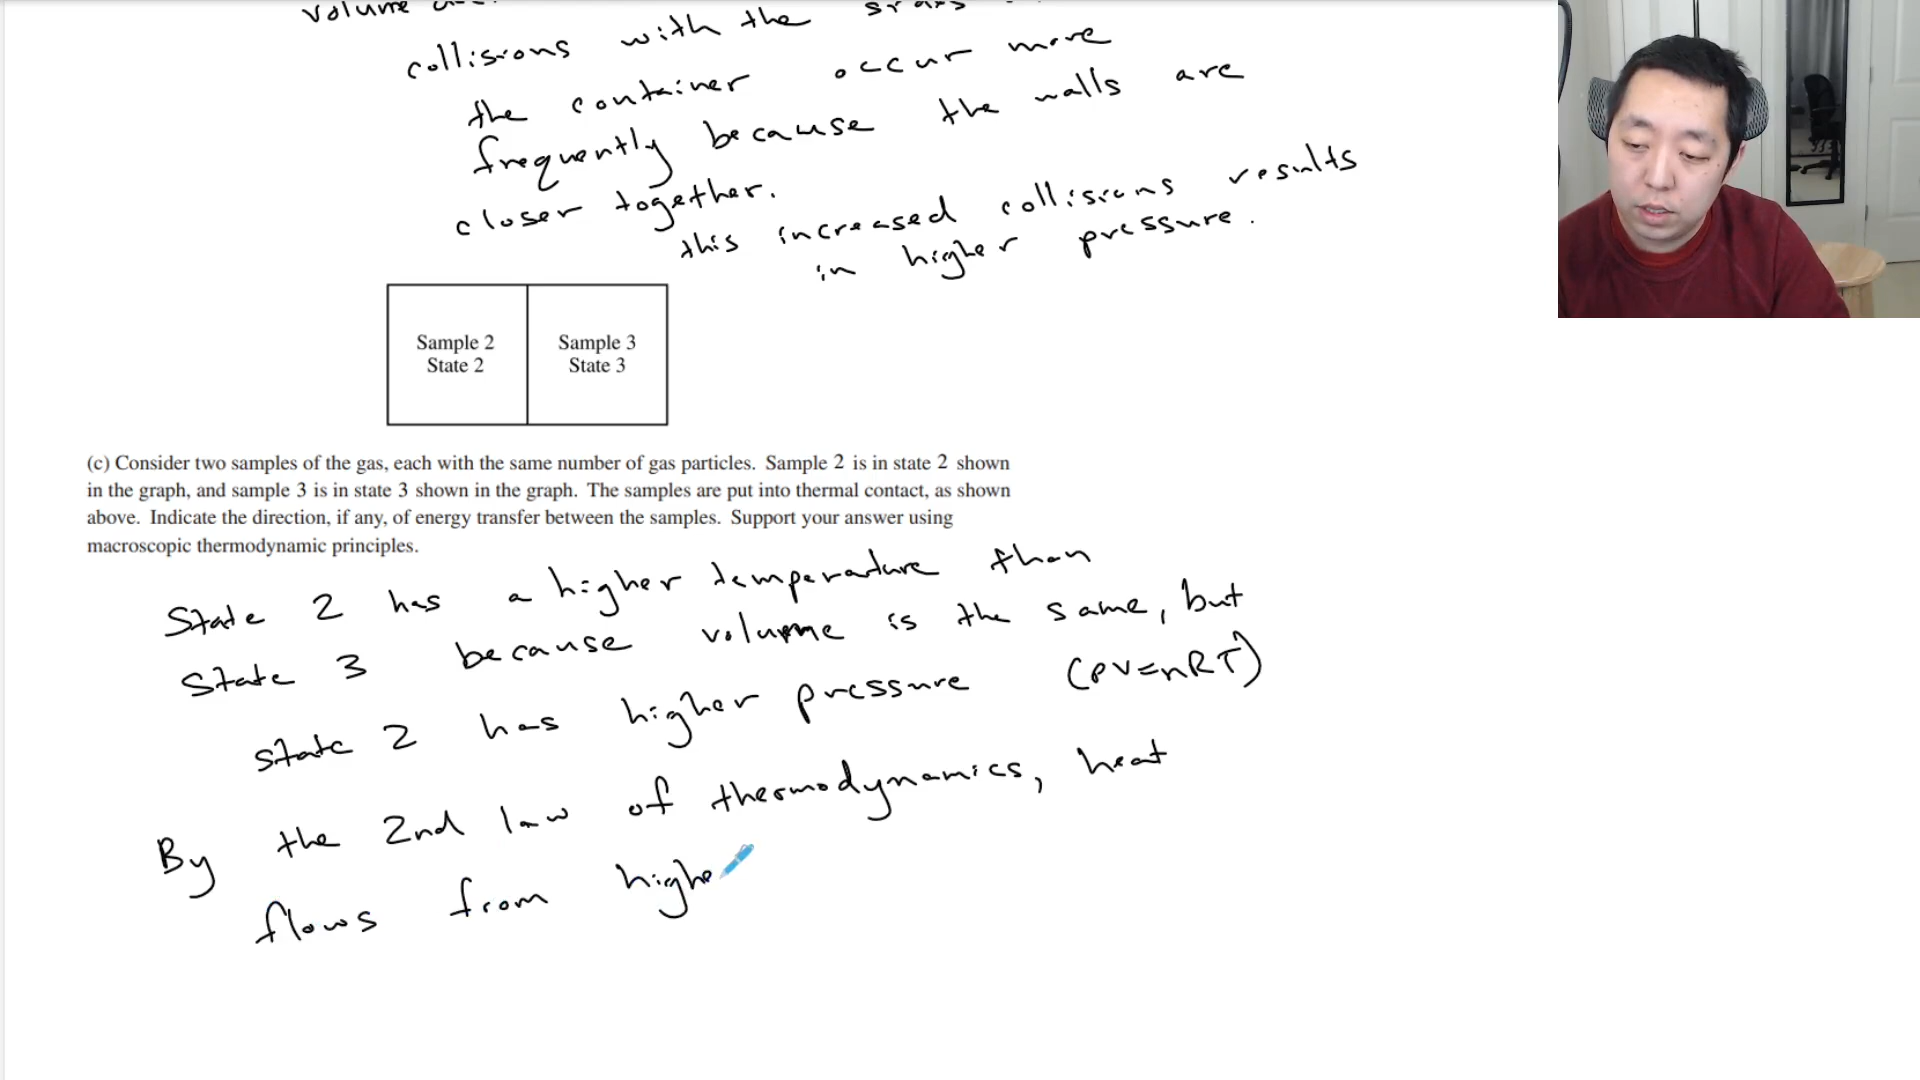 volume
collisions with the
the container occur more
frequently because the walls are
closer together.
this increased collisions results
in higher pressure.
Sample 2 Sample 3
State 2 State 3
(c) Consider two samples of the gas, each with the same number of gas particles. Sample 2 is in state 2 shown
in the graph, and sample 3 is in state 3 shown in the graph. The samples are put into thermal contact, as shown
above. Indicate the direction, if any, of energy transfer between the samples. Support your answer using
macroscopic thermodynamic principles.
State 2 has a higher temperature than
State 3 because volume is the same, but
state 2 has higher pressure (PV=nRT)
By the 2nd law of thermodynamics, heat
flows from highe